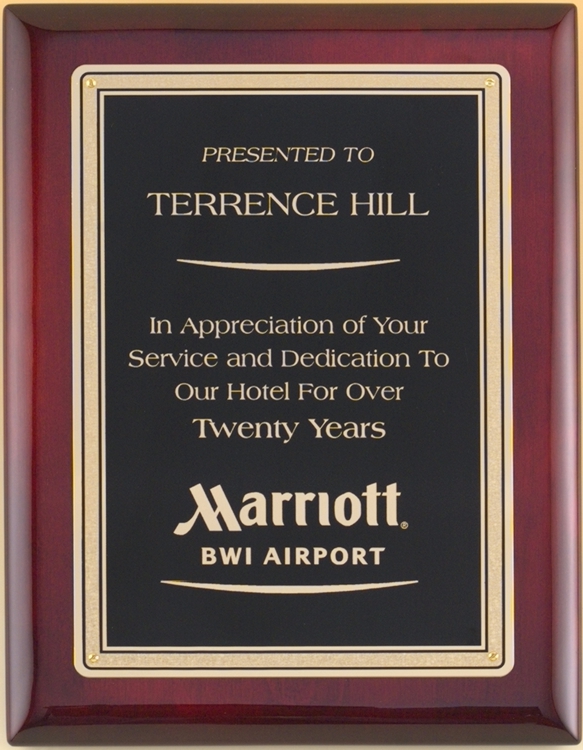 PRESENTED TO
TERRENCE HILL
In Appreciation of Your
Service and Dedication To
Our Hotel For Over
Twenty Years
Marriott®
BWI AIRPORT